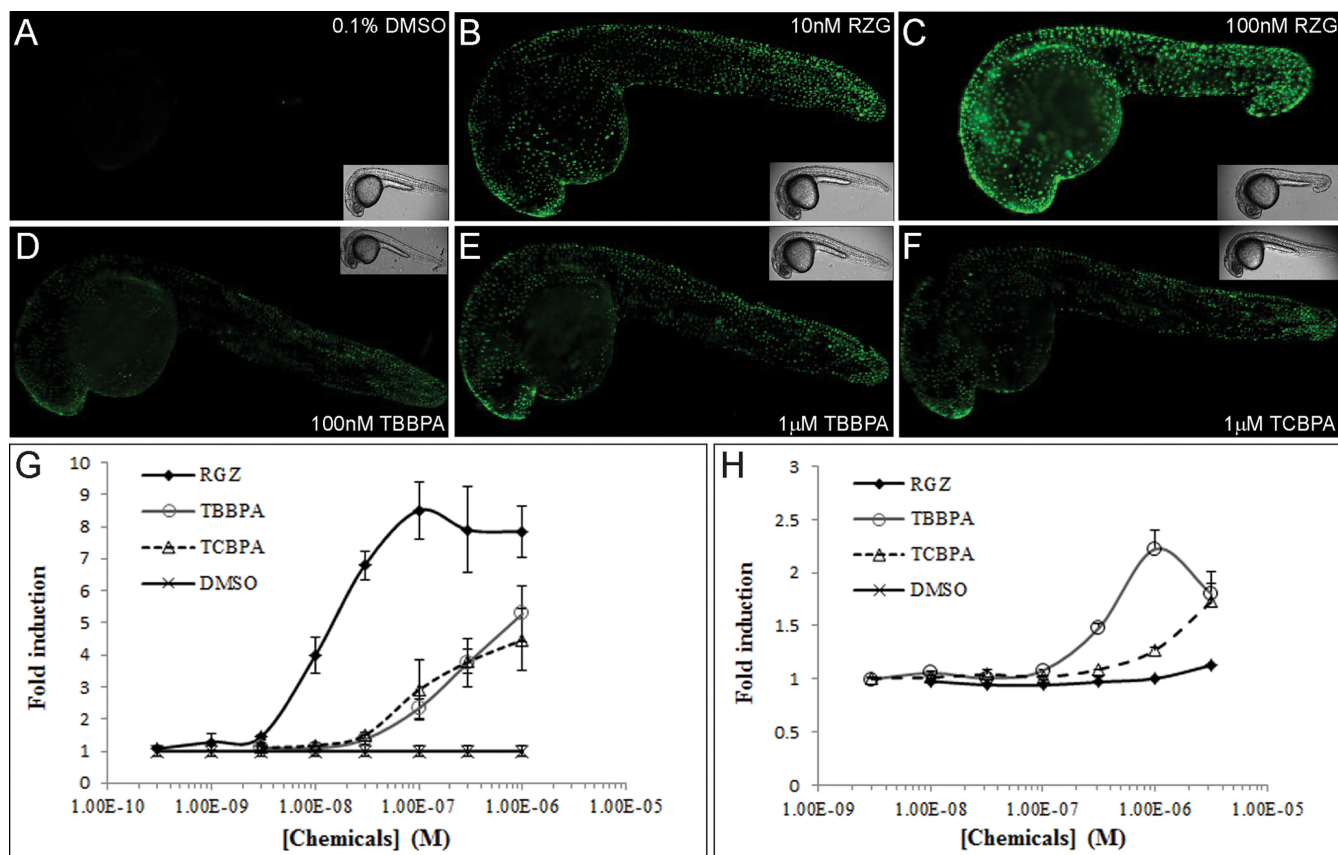 A
0.1% DMSO
B
10nM RZG
C
100nM RZG
D
100nM TBBPA
E
1µM TBBPA
F
1µM TCBPA
G
10
9
8
7
6
5
4
3
2
1
0
Fold induction
RGZ
TBBPA
TCBPA
DMSO
1.00E-10 1.00E-09 1.00E-08 1.00E-07 1.00E-06 1.00E-05
[Chemicals] (M)
H
3
2.5
2
1.5
1
0.5
0
Fold induction
RGZ
TBBPA
TCBPA
DMSO
1.00E-09 1.00E-08 1.00E-07 1.00E-06 1.00E-05
[Chemicals] (M)